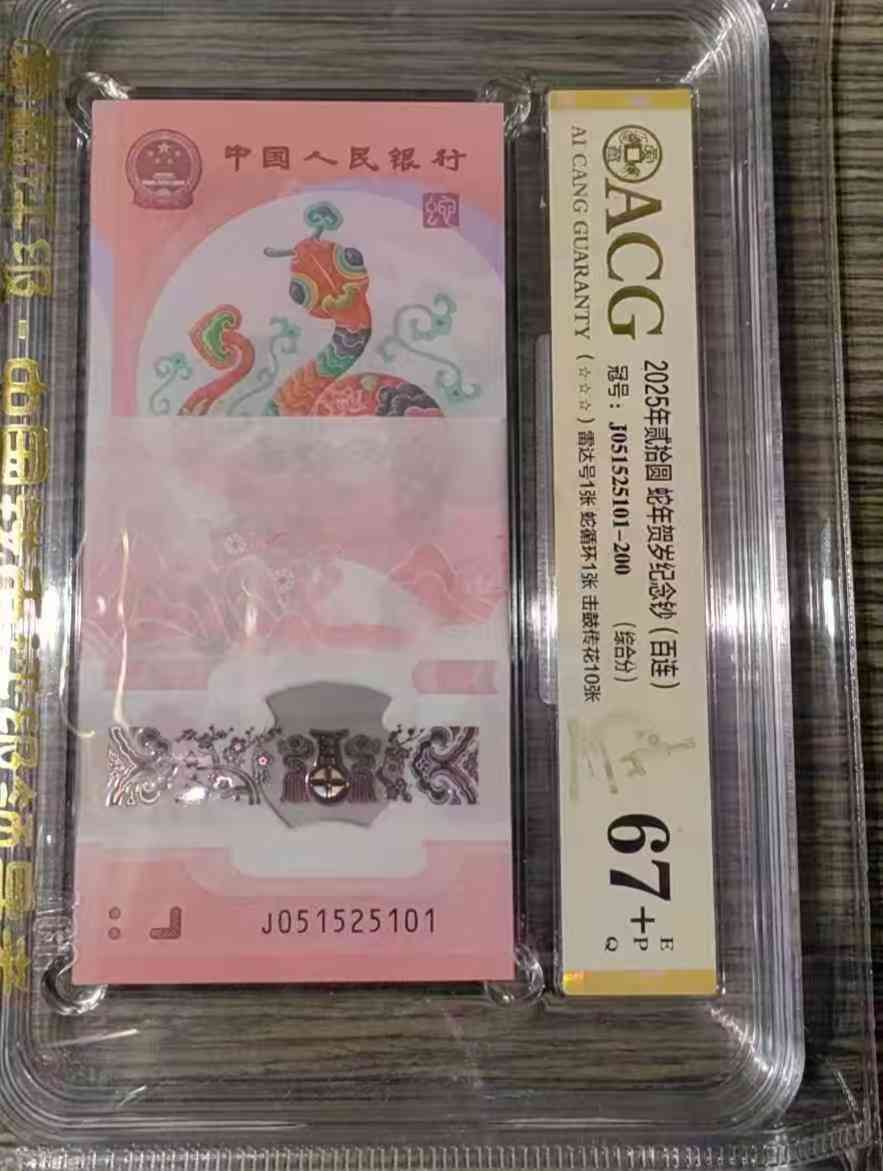 中国人民银行
蛇
J051525101
ACG
AI CANG GUARANTY
2025年贰拾圆 蛇年贺岁纪念钞（百连）
冠号：J051525101-200 （综合分）
（☆☆☆）雷达号1张 蛇循环1张 击鼓传花10张
67+
E
P
Q